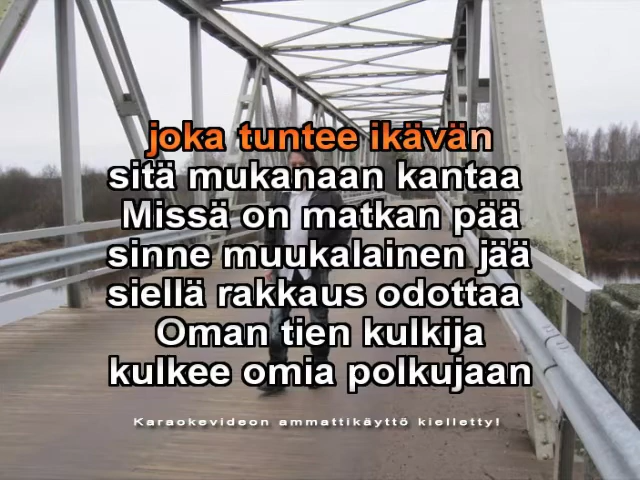 joka tuntee ikävän
sitä mukanaan kantaa
Missä on matkan pää
sinne muukalainen jää
siellä rakkaus odottaa
Oman tien kulkija
kulkee omia polkujaan
Karaokevideon ammattikäyttö kielletty!